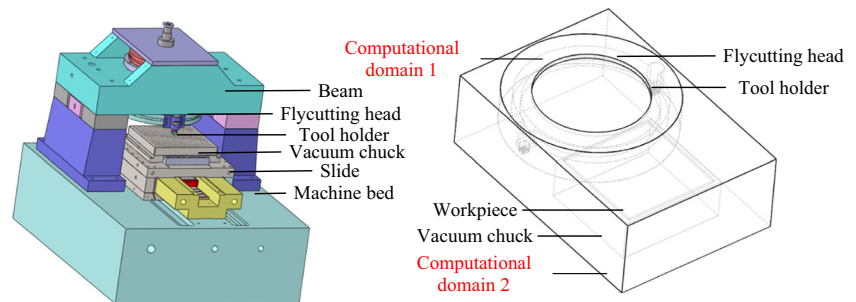 Beam
Flycutting head
Tool holder
Vacuum chuck
Slide
Machine bed
Computational
domain 1
Flycutting head
Tool holder
Workpiece
Vacuum chuck
Computational
domain 2